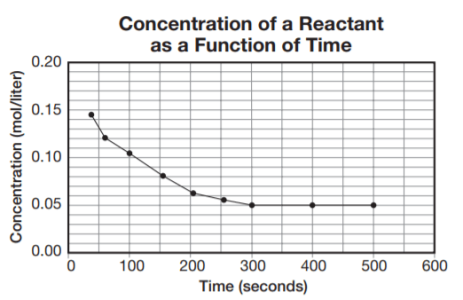 Concentration of a Reactant
as a Function of Time
Concentration (mol/liter)
0.20
0.15
0.10
0.05
0.00
0 100 200 300 400 500 600
Time (seconds)